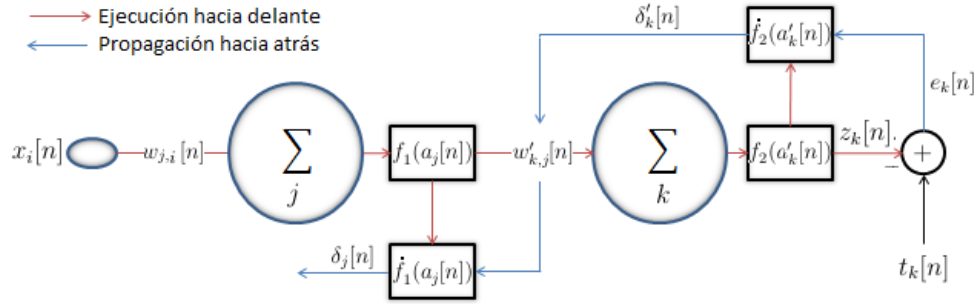 Ejecución hacia delante
Propagación hacia atrás
δ′ₖ[n]
ḟ₂(a′ₖ[n])
eₖ[n]
xᵢ[n]
wⱼ,ᵢ[n]
∑
j
f₁(aⱼ[n])
w′ₖ,ⱼ[n]
∑
k
f₂(a′ₖ[n])
zₖ[n].
+
−
δⱼ[n]
ḟ₁(aⱼ[n])
tₖ[n]